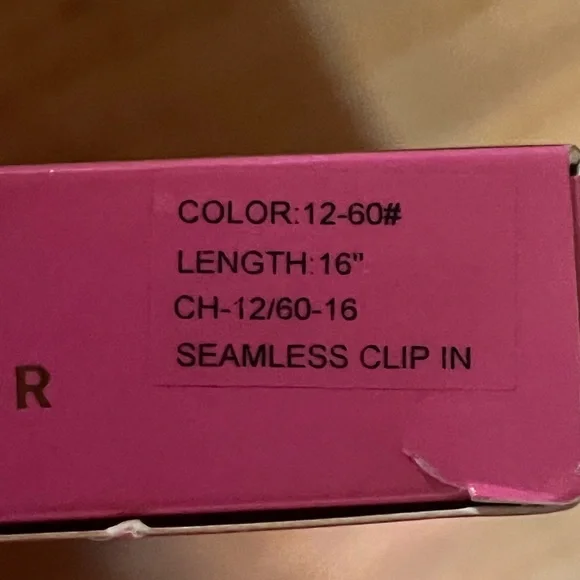 COLOR:12-60#
LENGTH:16"
CH-12/60-16
SEAMLESS CLIP IN
R